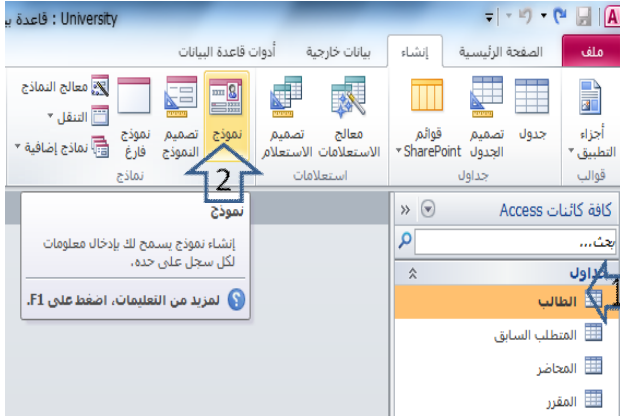 University : قاعدة بي
ملف الصفحة الرئيسية إنشاء بيانات خارجية أدوات قاعدة البيانات
أجزاء التطبيق
جدول
تصميم الجدول
قوائم SharePoint
معالج الاستعلامات
تصميم الاستعلام
نموذج
تصميم النموذج
نموذج فارغ
معالج النماذج
التنقل
نماذج إضافية
قوالب جداول استعلامات نماذج
2
نموذج
إنشاء نموذج يسمح لك بإدخال معلومات
لكل سجل على حده.
لمزيد من التعليمات، اضغط على F1.
كافة كائنات Access
بحث...
جداول
1
الطالب
المتطلب السابق
المحاضر
المقرر